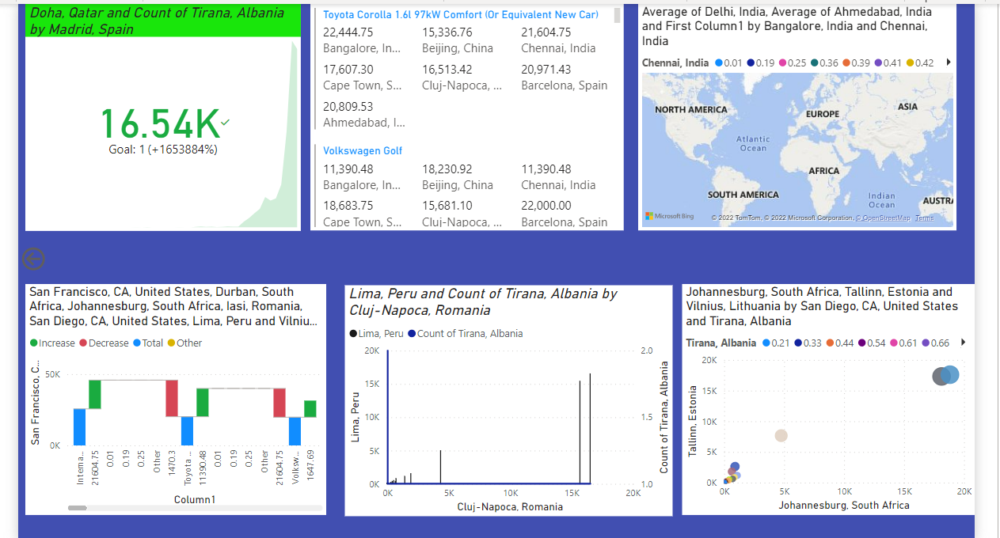 Doha, Qatar and Count of Tirana, Albania
by Madrid, Spain
16.54K
Goal: 1 (+1653884%)
Toyota Corolla 1.6l 97kW Comfort (Or Equivalent New Car)
22,444.75 15,336.76 21,604.75
Bangalore, In... Beijing, China Chennai, India
17,607.30 16,513.42 20,971.43
Cape Town, S... Cluj-Napoca, ... Barcelona, Spain
20,809.53
Ahmedabad, I...
Volkswagen Golf
11,390.48 18,230.92 11,390.48
Bangalore, In... Beijing, China Chennai, India
18,683.75 15,681.10 22,000.00
Cape Town, S... Cluj-Napoca, ... Barcelona, Spain
Average of Delhi, India, Average of Ahmedabad, India
and First Column1 by Bangalore, India and Chennai,
India
Chennai, India 0.01 0.19 0.25 0.36 0.39 0.41 0.42
NORTH AMERICA
EUROPE
ASIA
Atlantic
Ocean
AFRICA
SOUTH AMERICA
Indian
Ocean
AUSTRA
Microsoft Bing
© 2022 TomTom, © 2022 Microsoft Corporation, © OpenStreetMap Terms
San Francisco, CA, United States, Durban, South
Africa, Johannesburg, South Africa, Iasi, Romania,
San Diego, CA, United States, Lima, Peru and Vilniu...
Increase Decrease Total Other
San Francisco, C...
50K
0K
Interna...
21604.75
0.01
0.19
0.25
Other
1470.3
Toyota ...
11390.48
0.01
0.19
0.25
Other
21604.75
Volksw...
1647.69
Column1
Lima, Peru and Count of Tirana, Albania by
Cluj-Napoca, Romania
Lima, Peru Count of Tirana, Albania
Lima, Peru
20K
15K
10K
5K
0K
2.0
1.5
1.0
Count of Tirana, Albania
0K 5K 10K 15K 20K
Cluj-Napoca, Romania
Johannesburg, South Africa, Tallinn, Estonia and
Vilnius, Lithuania by San Diego, CA, United States
and Tirana, Albania
Tirana, Albania 0.21 0.33 0.44 0.54 0.61 0.66
Tallinn, Estonia
20K
15K
10K
5K
0K
0K 5K 10K 15K 20K
Johannesburg, South Africa